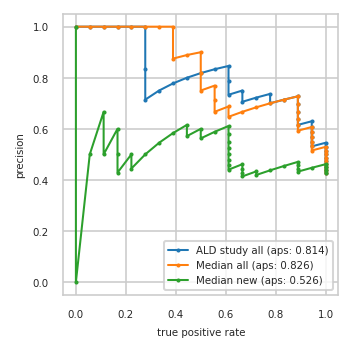 1.0
0.8
0.6
0.4
0.2
0.0
precision
ALD study all (aps: 0.814)
Median all (aps: 0.826)
Median new (aps: 0.526)
0.0 0.2 0.4 0.6 0.8 1.0
true positive rate